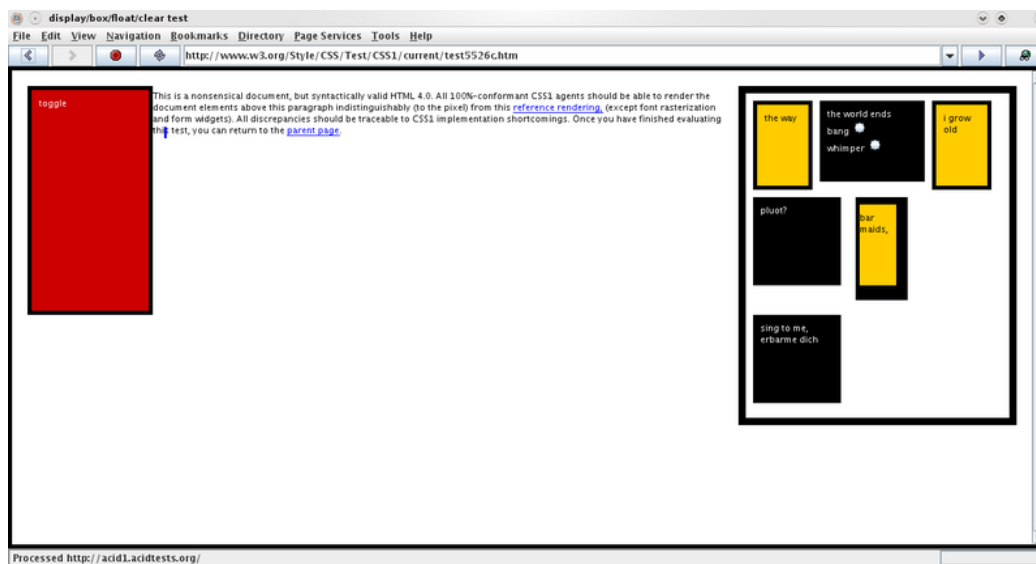 display/box/float/clear test
File Edit View Navigation Bookmarks Directory Page Services Tools Help
http://www.w3.org/Style/CSS/Test/CSS1/current/test5526c.htm
toggle
This is a nonsensical document, but syntactically valid HTML 4.0. All 100%-conformant CSS1 agents should be able to render the
document elements above this paragraph indistinguishably (to the pixel) from this reference rendering, (except font rasterization
and form widgets). All discrepancies should be traceable to CSS1 implementation shortcomings. Once you have finished evaluating
this test, you can return to the parent page.
the way
the world ends
bang
whimper
i grow
old
pluot?
bar
maids,
sing to me,
erbarme dich
Processed http://acid1.acidtests.org/